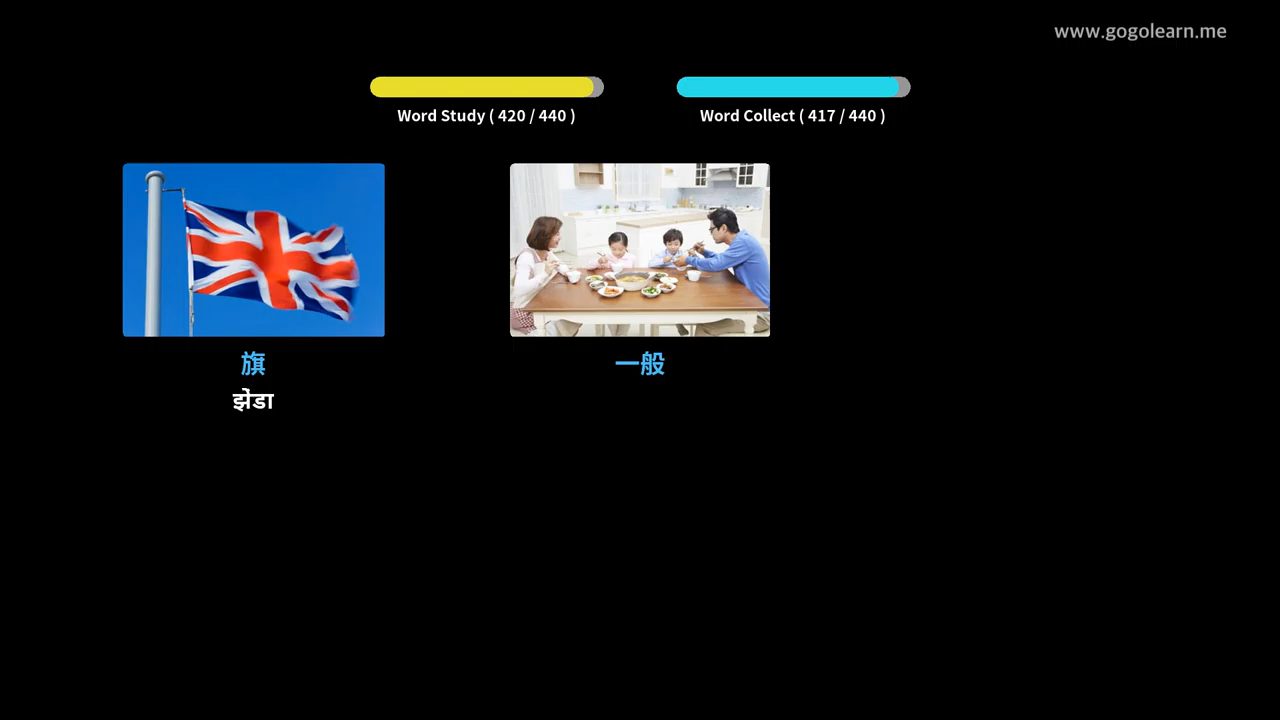 www.gogolearn.me
Word Study ( 420 / 440 )
Word Collect ( 417 / 440 )
旗
一般
झंडा